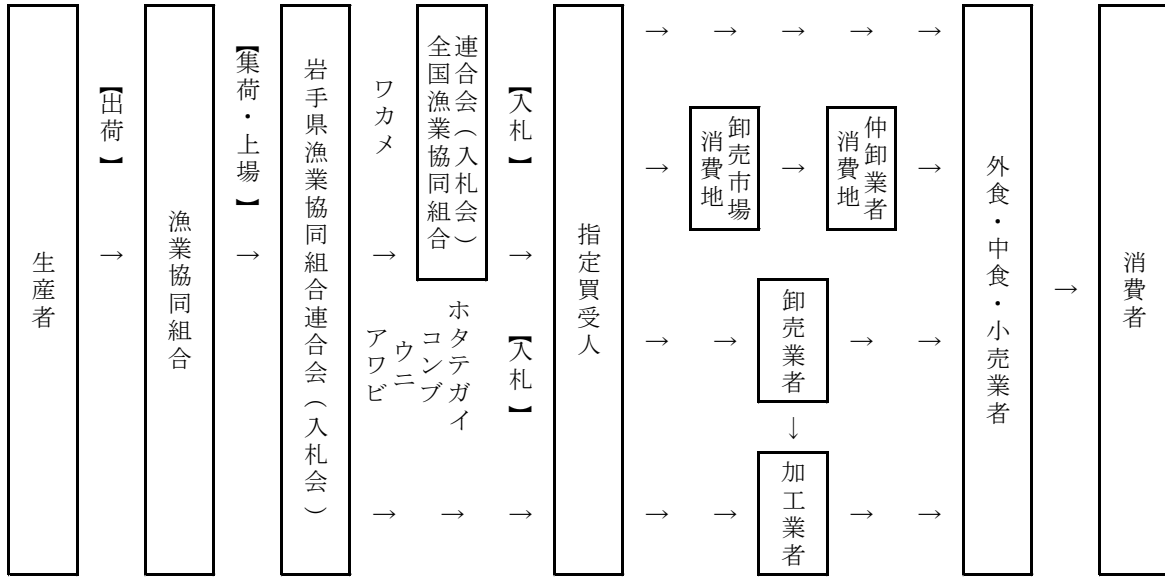 生産者
【出荷】
→
漁業協同組合
【集荷・上場】
→
岩手県漁業協同組合連合会(入札会)
ワカメ
→
全国漁業協同組合
連合会(入札会)
【入札】
→
アワビ
ウニ
コンブ
ホタテガイ
【入札】
→ → →
指定買受人
→ → → → →
→
消費地
卸売市場
→
消費地
仲卸業者
→
→ →
卸売業者
→ →
↓
→ →
加工業者
→ →
外食・中食・小売業者
→
消費者